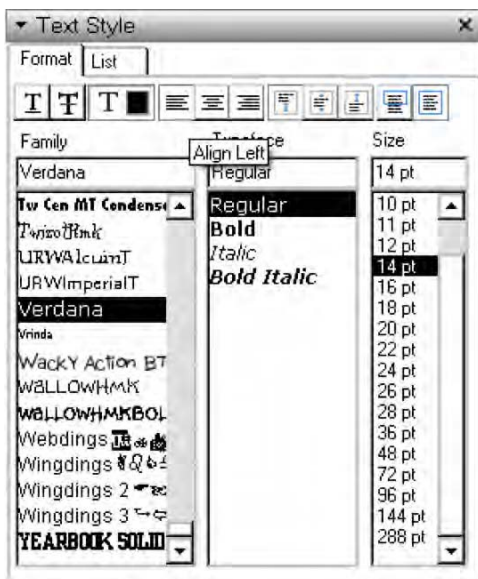 Text Style
Format List
T T T
Family Typeface Size
Align Left
Verdana Regular 14 pt
Tw Cen MT Condense
URWAlcuinT
URWImperialT
Verdana
Vrinda
Wacky Action BT
WallowHMK
WallowHMKBOL
Webdings
Wingdings
Wingdings 2
Wingdings 3
YEARBOOK SOLID
Regular
Bold
Italic
Bold Italic
10 pt
11 pt
12 pt
14 pt
16 pt
18 pt
20 pt
22 pt
24 pt
26 pt
28 pt
36 pt
48 pt
72 pt
96 pt
144 pt
288 pt